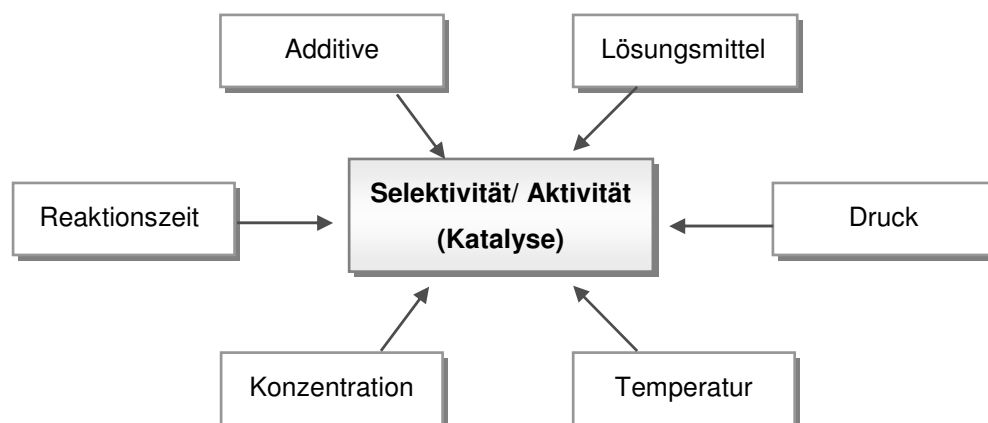 Additive
Lösungsmittel
Selektivität/ Aktivität
(Katalyse)
Reaktionszeit
Druck
Konzentration
Temperatur